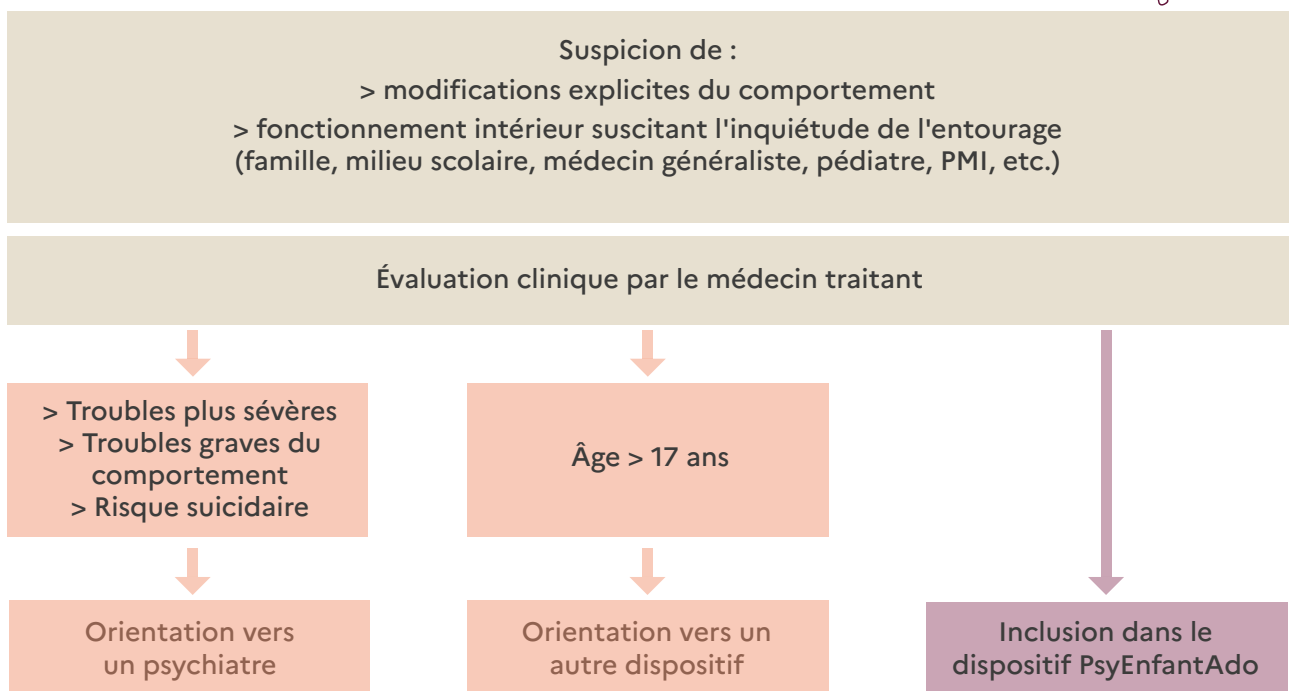 Suspicion de :
> modifications explicites du comportement
> fonctionnement intérieur suscitant l'inquiétude de l'entourage
(famille, milieu scolaire, médecin généraliste, pédiatre, PMI, etc.)
Évaluation clinique par le médecin traitant
> Troubles plus sévères
> Troubles graves du
comportement
> Risque suicidaire
Âge > 17 ans
Orientation vers
un psychiatre
Orientation vers un
autre dispositif
Inclusion dans le
dispositif PsyEnfantAdo